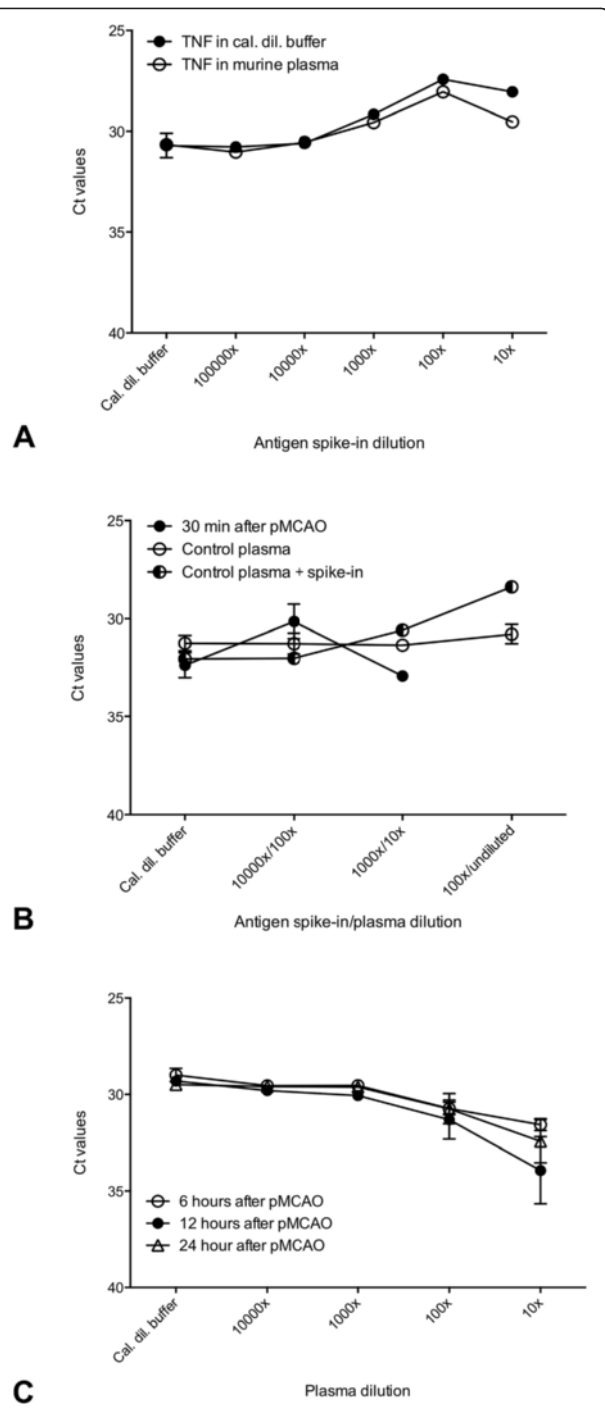 25
TNF in cal. dil. buffer
TNF in murine plasma
30
Ct values
35
40
Cal. dil. buffer
100000x
10000x
1000x
100x
10x
A
Antigen spike-in dilution
25
30 min after pMCAO
Control plasma
Control plasma + spike-in
30
Ct values
35
40
Cal. dil. buffer
10000x/100x
1000x/10x
100x/undiluted
B
Antigen spike-in/plasma dilution
25
30
Ct values
35
6 hours after pMCAO
12 hours after pMCAO
24 hour after pMCAO
40
Cal. dil. buffer
10000x
1000x
100x
10x
C
Plasma dilution